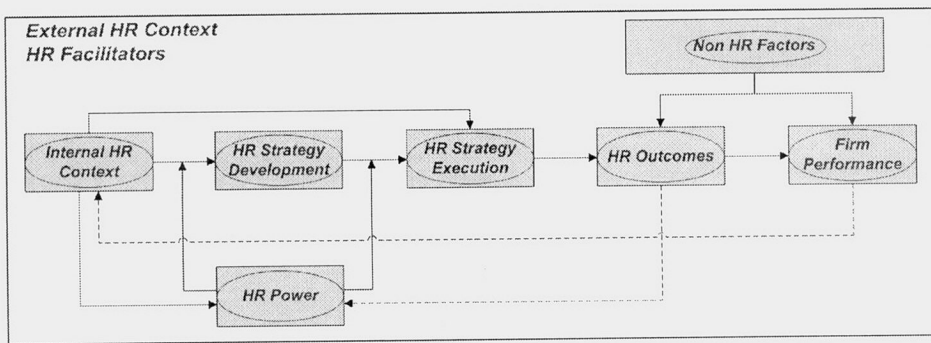 External HR Context
HR Facilitators
Non HR Factors
Internal HR
Context
HR Strategy
Development
HR Strategy
Execution
HR Outcomes
Firm
Performance
HR Power